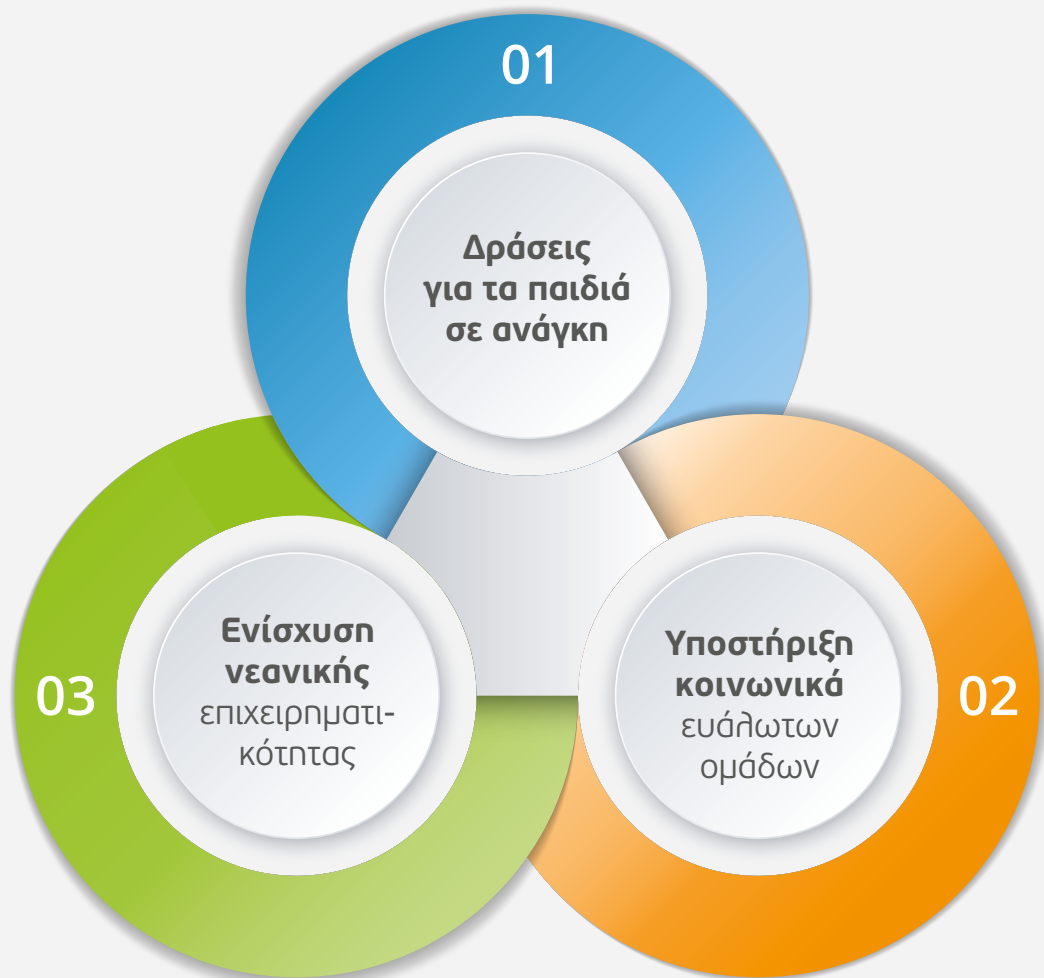 01
Δράσεις
για τα παιδιά
σε ανάγκη
02
Υποστήριξη
κοινωνικά
ευάλωτων
ομάδων
03
Ενίσχυση
νεανικής
επιχειρηματι-
κότητας